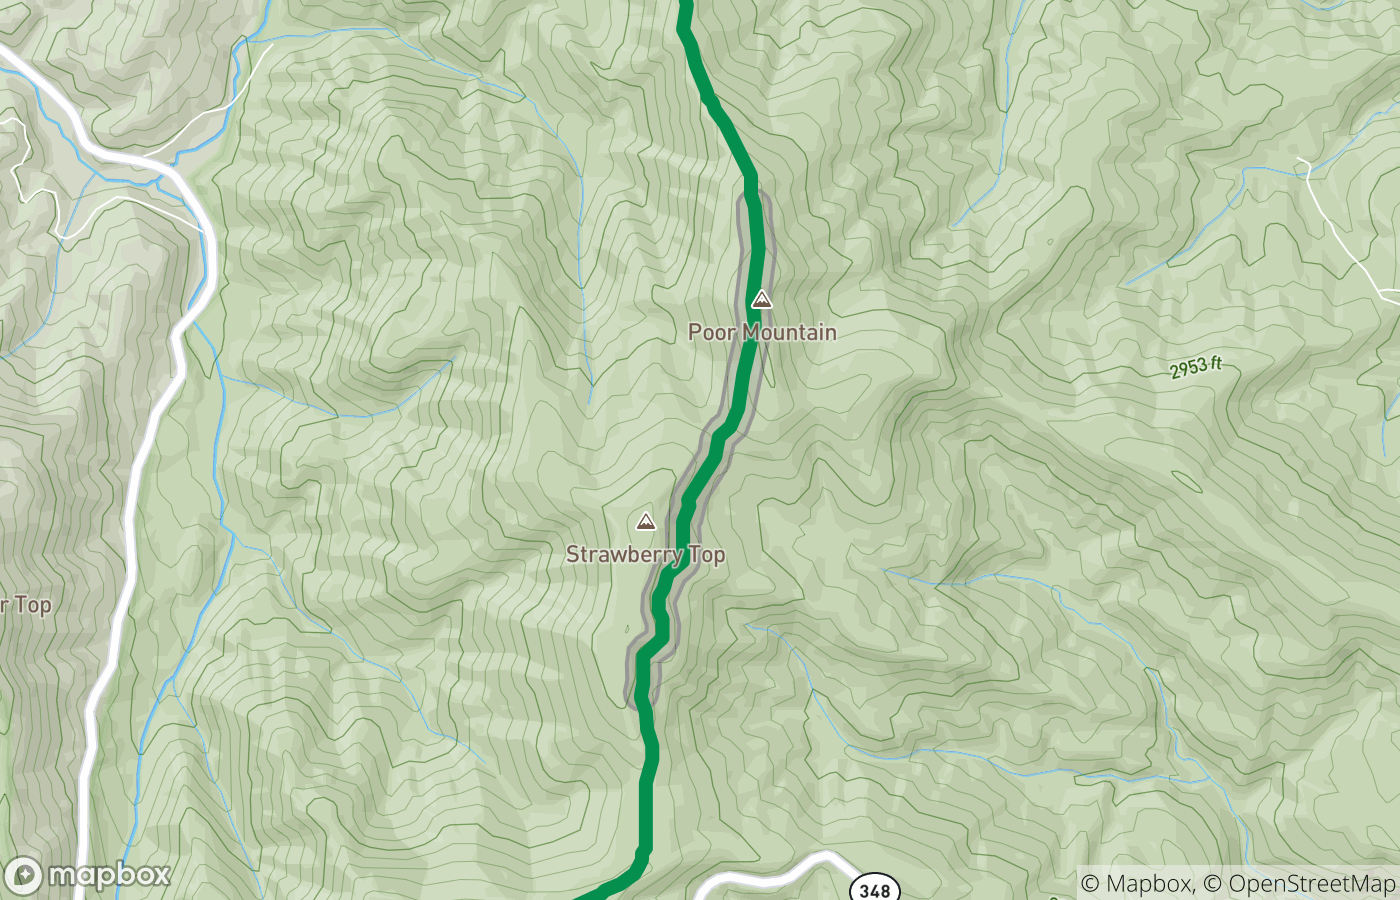 Poor Mountain
2953 ft
Strawberry Top
r Top
348
mapbox
© Mapbox, © OpenStreetMap